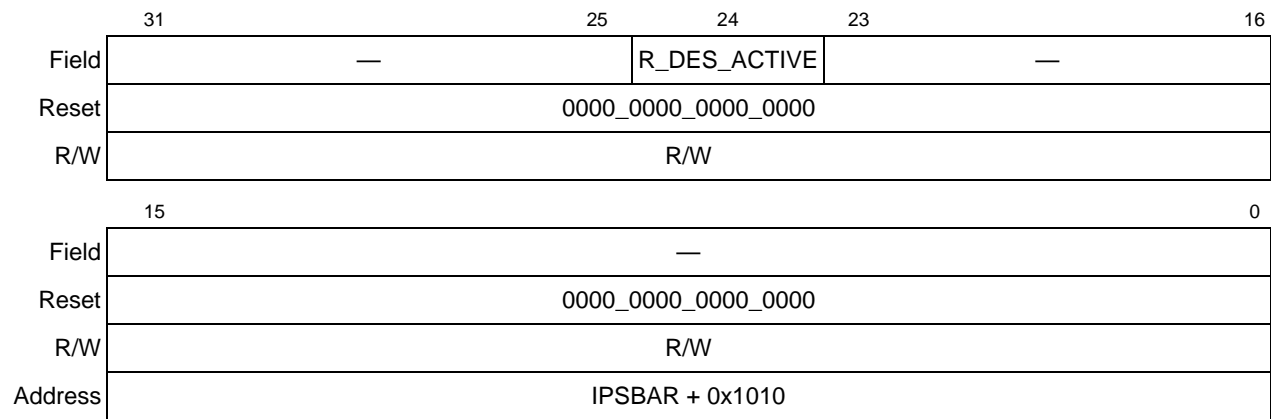 31 25 24 23 16
Field — R_DES_ACTIVE —
Reset 0000_0000_0000_0000
R/W R/W
15 0
Field —
Reset 0000_0000_0000_0000
R/W R/W
Address IPSBAR + 0x1010